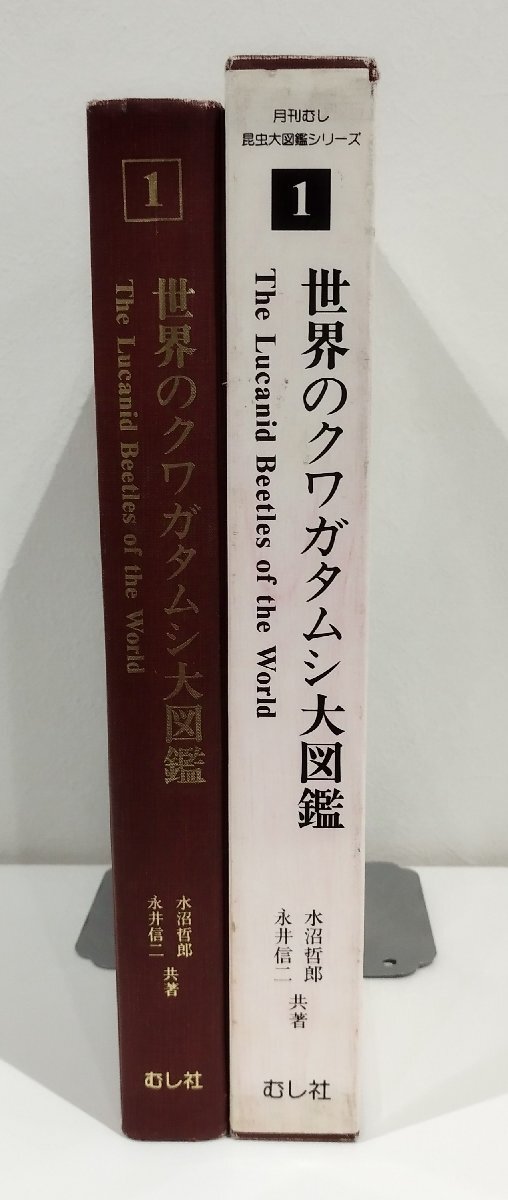 1
世界のクワガタムシ大図鑑
The Lucanid Beetles of the World
水沼哲郎
永井信二
共著
むし社
月刊むし
昆虫大図鑑シリーズ
1
世界のクワガタムシ大図鑑
The Lucanid Beetles of the World
水沼哲郎
永井信二
共著
むし社